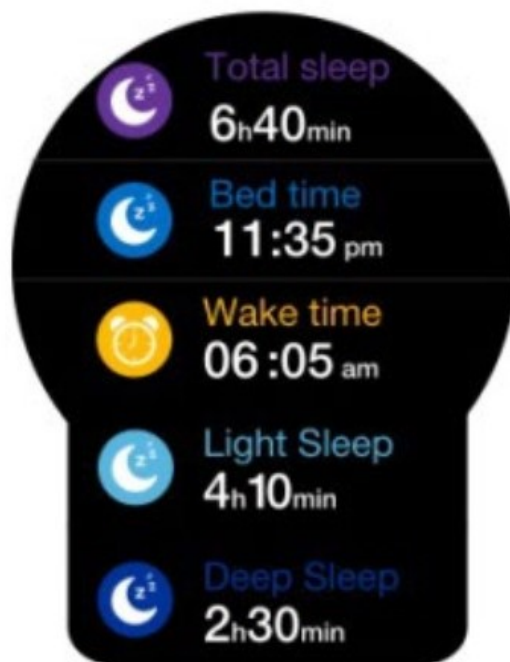 Total sleep
6h40min
Bed time
11:35 pm
Wake time
06:05 am
Light Sleep
4h10min
Deep Sleep
2h30min